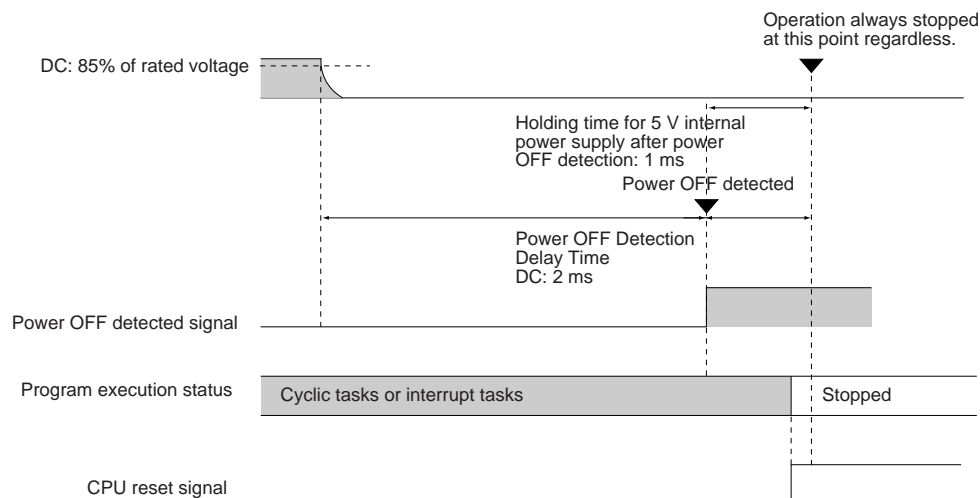 Operation always stopped
at this point regardless.
DC: 85% of rated voltage
Holding time for 5 V internal
power supply after power
OFF detection: 1 ms
Power OFF detected
Power OFF Detection
Delay Time
DC: 2 ms
Power OFF detected signal
Program execution status
Cyclic tasks or interrupt tasks
Stopped
CPU reset signal